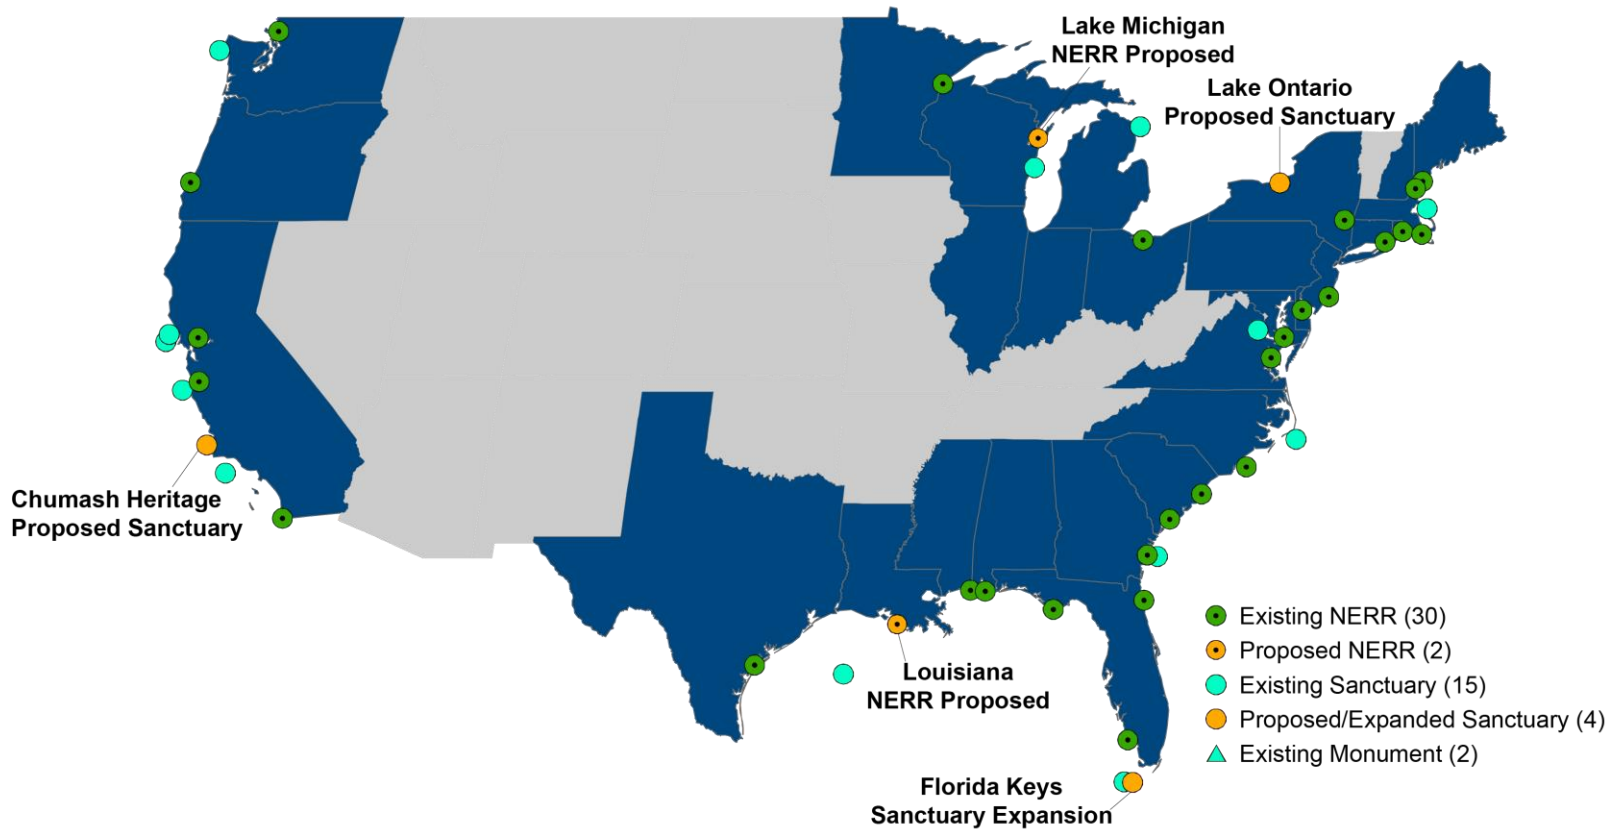 Lake Michigan
NERR Proposed
Lake Ontario
Proposed Sanctuary
Chumash Heritage
Proposed Sanctuary
Louisiana
NERR Proposed
Florida Keys
Sanctuary Expansion
Existing NERR (30)
Proposed NERR (2)
Existing Sanctuary (15)
Proposed/Expanded Sanctuary (4)
Existing Monument (2)